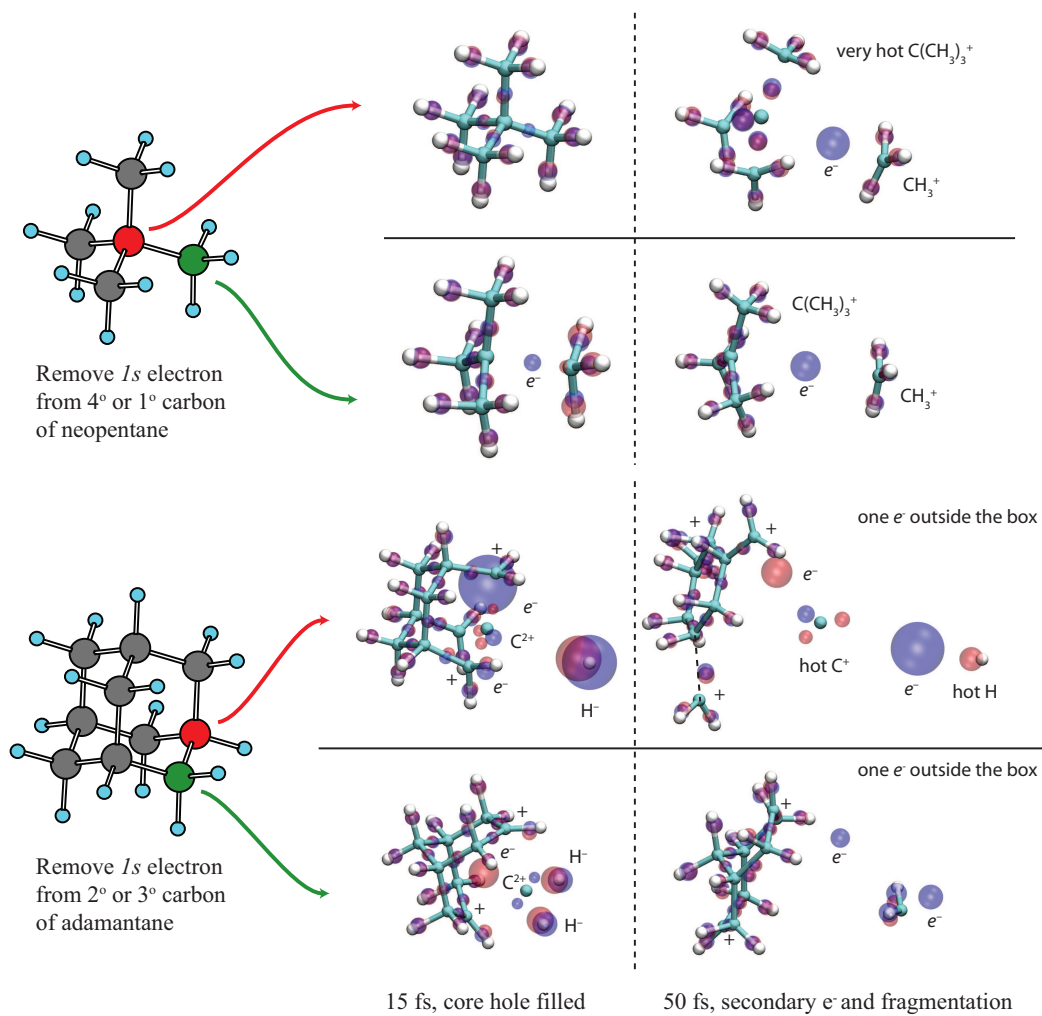 very hot C(CH₃)₃⁺
e⁻
CH₃⁺
Remove 1s electron
from 4º or 1º carbon
of neopentane
e⁻
C(CH₃)₃⁺
CH₃⁺
+
e⁻
C²⁺
+
e⁻
H⁻
one e⁻ outside the box
+
+
e⁻
hot C⁺
e⁻
hot H
+
Remove 1s electron
from 2º or 3º carbon
of adamantane
+
e⁻
H⁻
C²⁺
+
H⁻
one e⁻ outside the box
+
e⁻
e⁻
+
15 fs, core hole filled
50 fs, secondary e⁻ and fragmentation